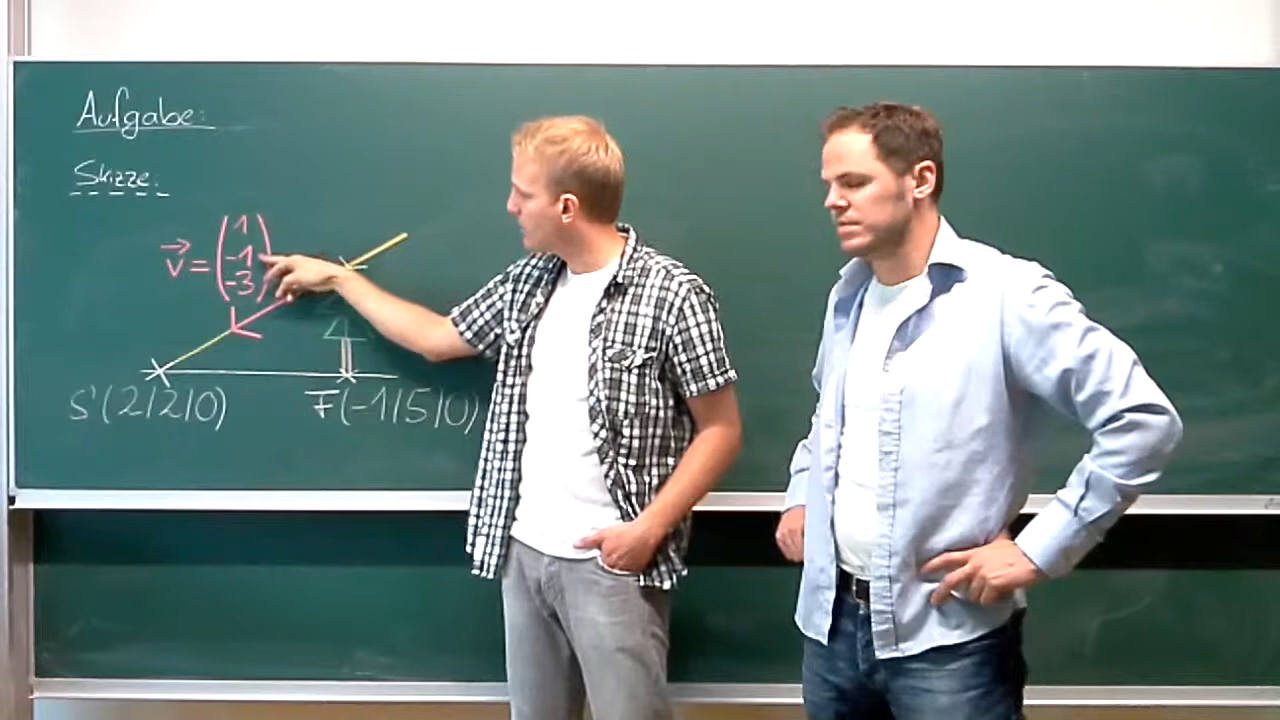 Aufgabe:
Skizze:
v⃗ = (1 -1 -3)
S'(2|2|0) F(-1|5|0)